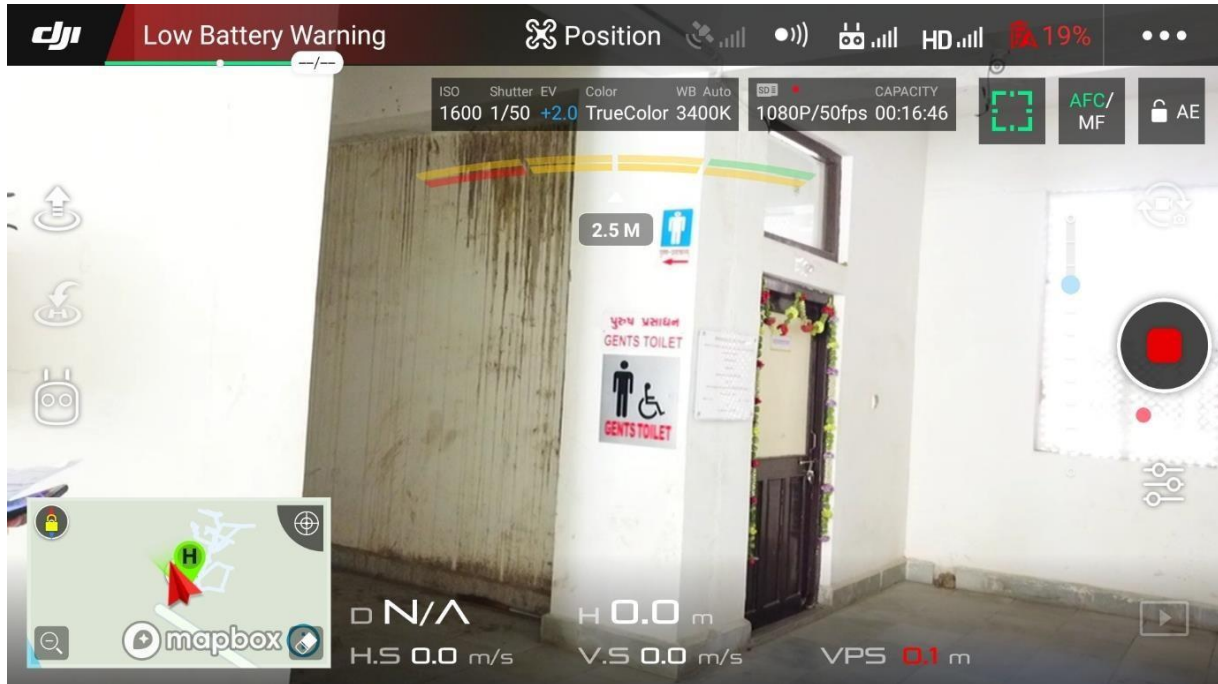 dji
Low Battery Warning
Position
HD
19%
--/--
ISO
1600
Shutter
1/50
EV
+2.0
Color
TrueColor
WB Auto
3400K
SD
1080P/50fps
CAPACITY
00:16:46
AFC/
MF
AE
2.5 M
પુરુષ પ્રસાધન
GENTS TOILET
GENTS TOILET
H
mapbox
D N/A
H 0.0 m
H.S 0.0 m/s
V.S 0.0 m/s
VPS 0.1 m